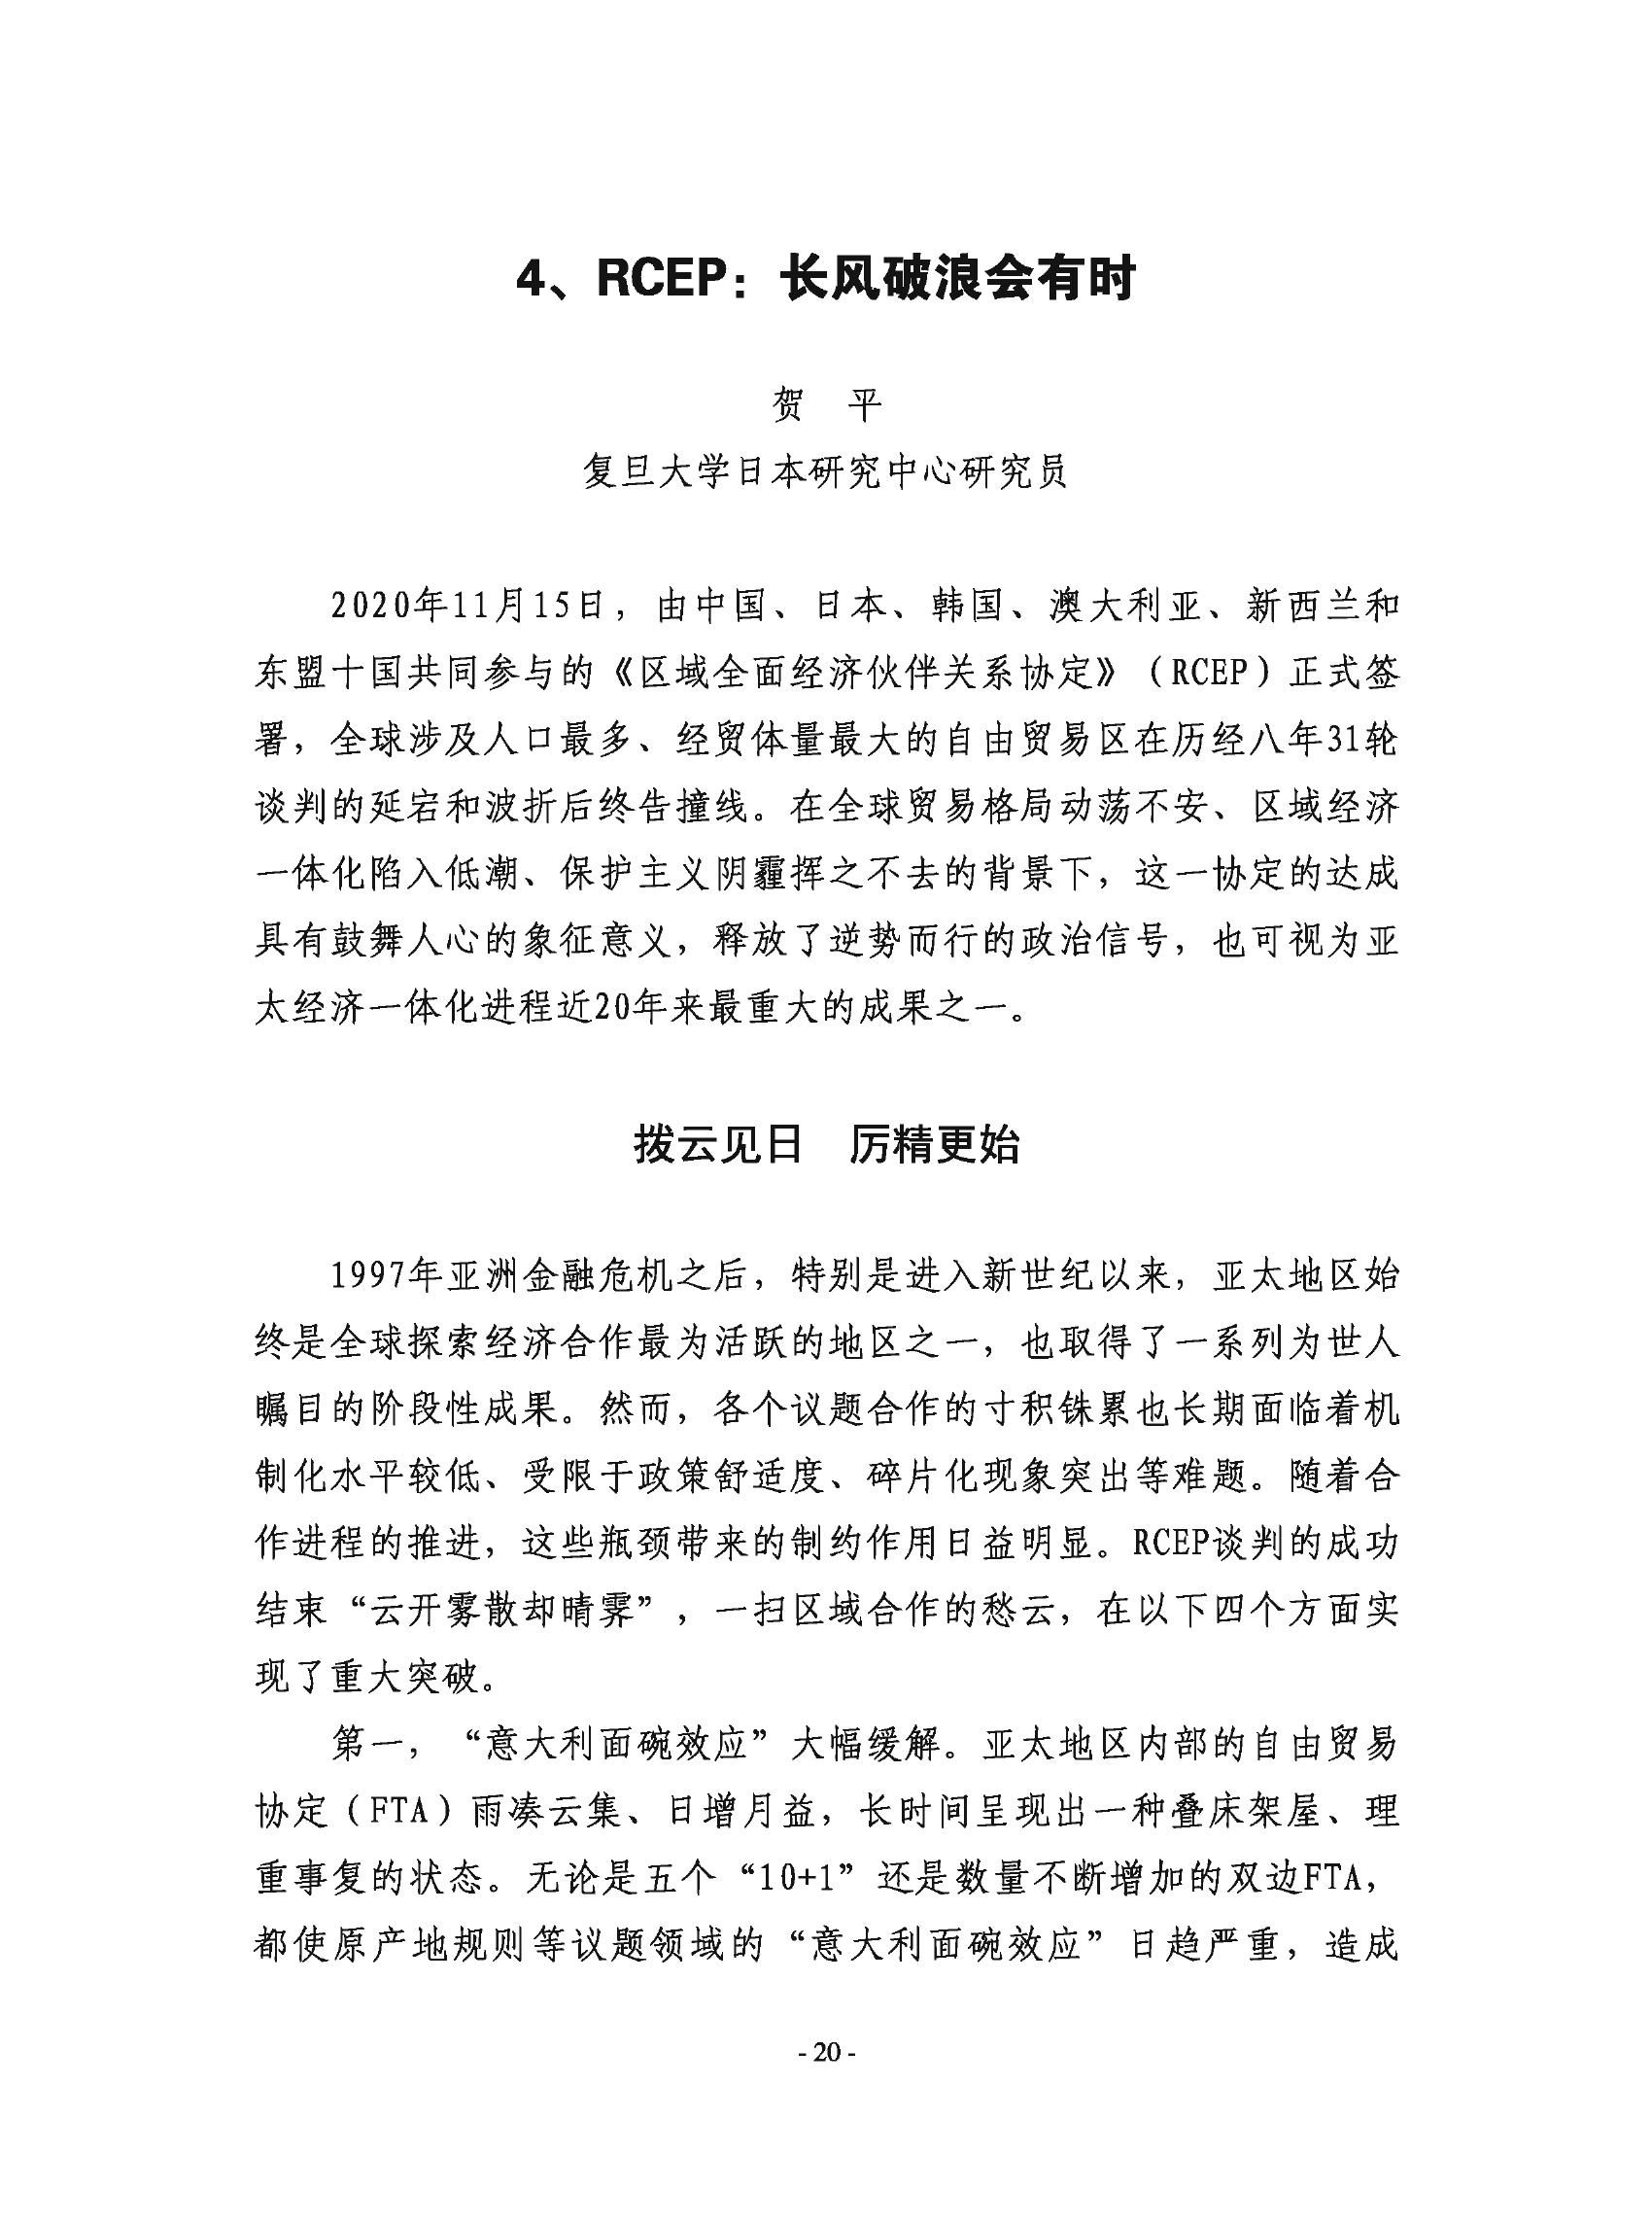 4、RCEP：长风破浪会有时
贺　平
复旦大学日本研究中心研究员
2020年11月15日，由中国、日本、韩国、澳大利亚、新西兰和
东盟十国共同参与的《区域全面经济伙伴关系协定》（RCEP）正式签
署，全球涉及人口最多、经贸体量最大的自由贸易区在历经八年31轮
谈判的延宕和波折后终告撞线。在全球贸易格局动荡不安、区域经济
一体化陷入低潮、保护主义阴霾挥之不去的背景下，这一协定的达成
具有鼓舞人心的象征意义，释放了逆势而行的政治信号，也可视为亚
太经济一体化进程近20年来最重大的成果之一。
拨云见日　厉精更始
1997年亚洲金融危机之后，特别是进入新世纪以来，亚太地区始
终是全球探索经济合作最为活跃的地区之一，也取得了一系列为世人
瞩目的阶段性成果。然而，各个议题合作的寸积铢累也长期面临着机
制化水平较低、受限于政策舒适度、碎片化现象突出等难题。随着合
作进程的推进，这些瓶颈带来的制约作用日益明显。RCEP谈判的成功
结束“云开雾散却晴霁”，一扫区域合作的愁云，在以下四个方面实
现了重大突破。
第一，“意大利面碗效应”大幅缓解。亚太地区内部的自由贸易
协定（FTA）雨凑云集、日增月益，长时间呈现出一种叠床架屋、理
重事复的状态。无论是五个“10+1”还是数量不断增加的双边FTA，
都使原产地规则等议题领域的“意大利面碗效应”日趋严重，造成
- 20 -